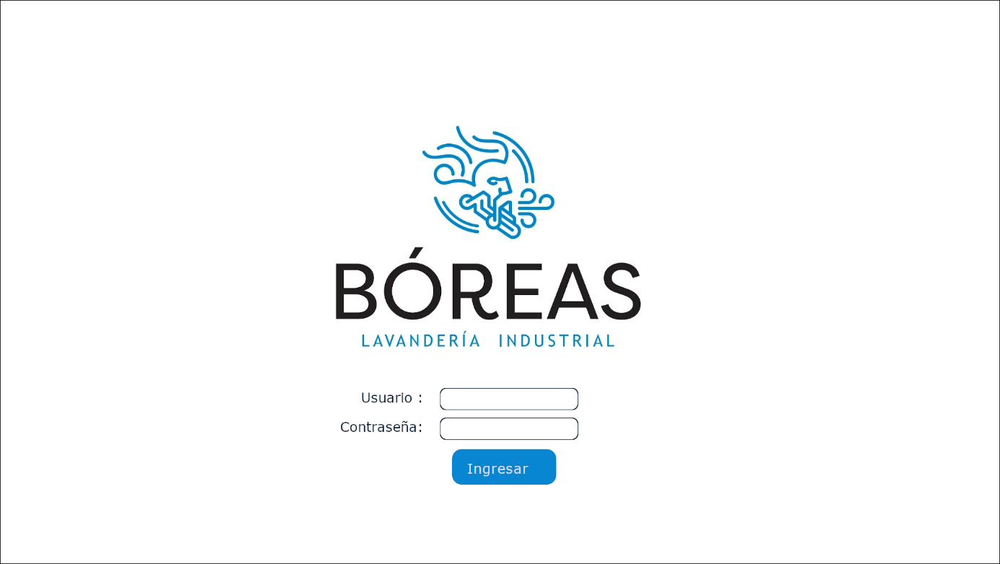 BÓREAS
LAVANDERÍA INDUSTRIAL
Usuario :
Contraseña:
Ingresar